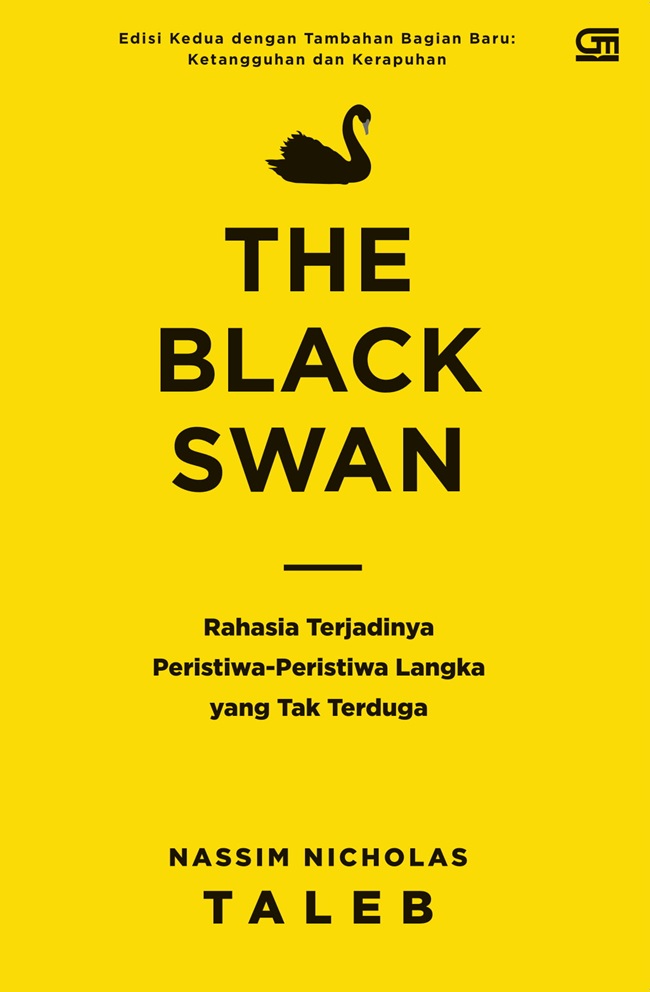 Edisi Kedua dengan Tambahan Bagian Baru:
Ketangguhan dan Kerapuhan
GM
THE
BLACK
SWAN
Rahasia Terjadinya
Peristiwa-Peristiwa Langka
yang Tak Terduga
NASSIM NICHOLAS
TALEB